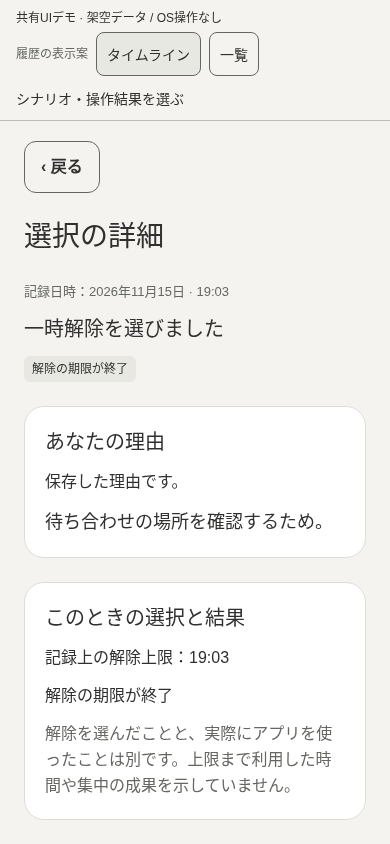 共有UIデモ · 架空データ / OS操作なし
履歴の表示案 タイムライン 一覧
シナリオ・操作結果を選ぶ
‹ 戻る
選択の詳細
記録日時：2026年11月15日 · 19:03
一時解除を選びました
解除の期限が終了
あなたの理由
保存した理由です。
待ち合わせの場所を確認するため。
このときの選択と結果
記録上の解除上限：19:03
解除の期限が終了
解除を選んだことと、実際にアプリを使
ったことは別です。上限まで利用した時
間や集中の成果を示していません。